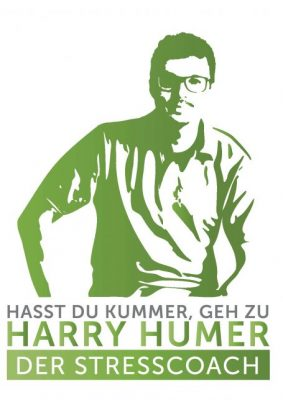 HASST DU KUMMER, GEH ZU
HARRY HUMER
DER STRESSCOACH